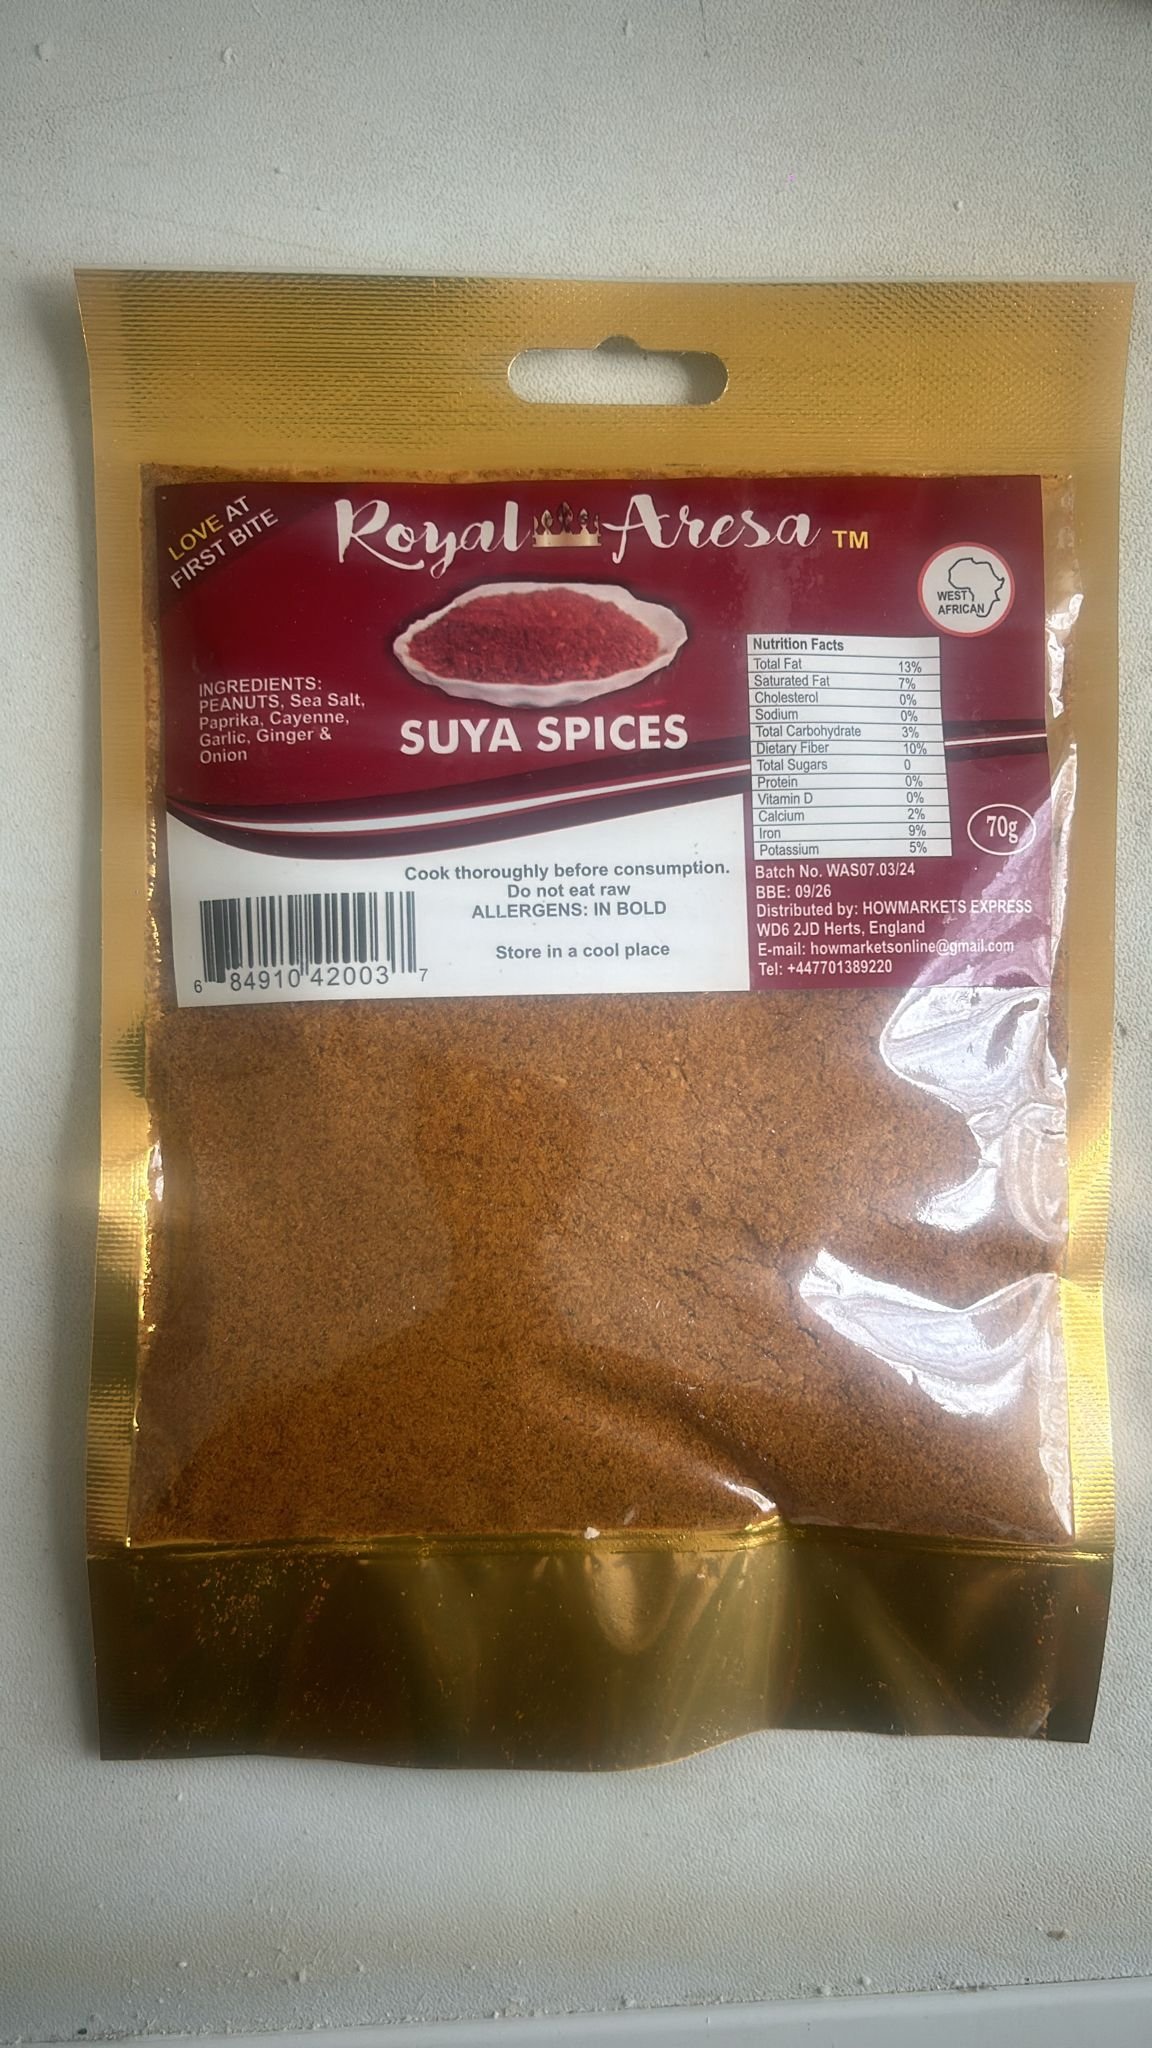 LOVE AT
FIRST BITE
Royal Aresa TM
WEST
AFRICAN
INGREDIENTS:
PEANUTS, Sea Salt,
Paprika, Cayenne,
Garlic, Ginger &
Onion
SUYA SPICES
Nutrition Facts
Total Fat 13%
Saturated Fat 7%
Cholesterol 0%
Sodium 0%
Total Carbohydrate 3%
Dietary Fiber 10%
Total Sugars 0
Protein 0%
Vitamin D 0%
Calcium 2%
Iron 9%
Potassium 5%
70g
Cook thoroughly before consumption.
Do not eat raw
ALLERGENS: IN BOLD
Store in a cool place
6 84910 42003 7
Batch No. WAS07.03/24
BBE: 09/26
Distributed by: HOWMARKETS EXPRESS
WD6 2JD Herts, England
E-mail: howmarketsonline@gmail.com
Tel: +447701389220